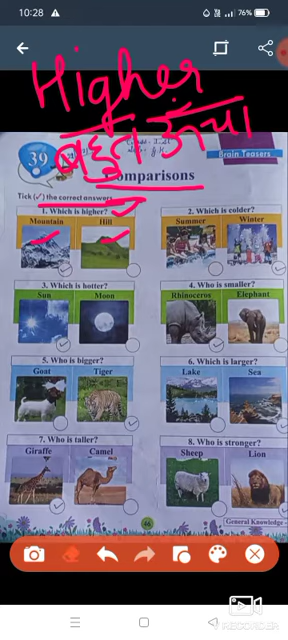 10:28
76%
Higher
बहुत ऊंचा
39
Brain Teasers
Comparisons
Tick (✓) the correct answers.
1. Which is higher?
Mountain Hill
2. Which is colder?
Summer Winter
3. Which is hotter?
Sun Moon
4. Who is smaller?
Rhinoceros Elephant
5. Who is bigger?
Goat Tiger
6. Which is larger?
Lake Sea
7. Who is taller?
Giraffe Camel
8. Who is stronger?
Sheep Lion
46
General Knowledge -
RECORDER